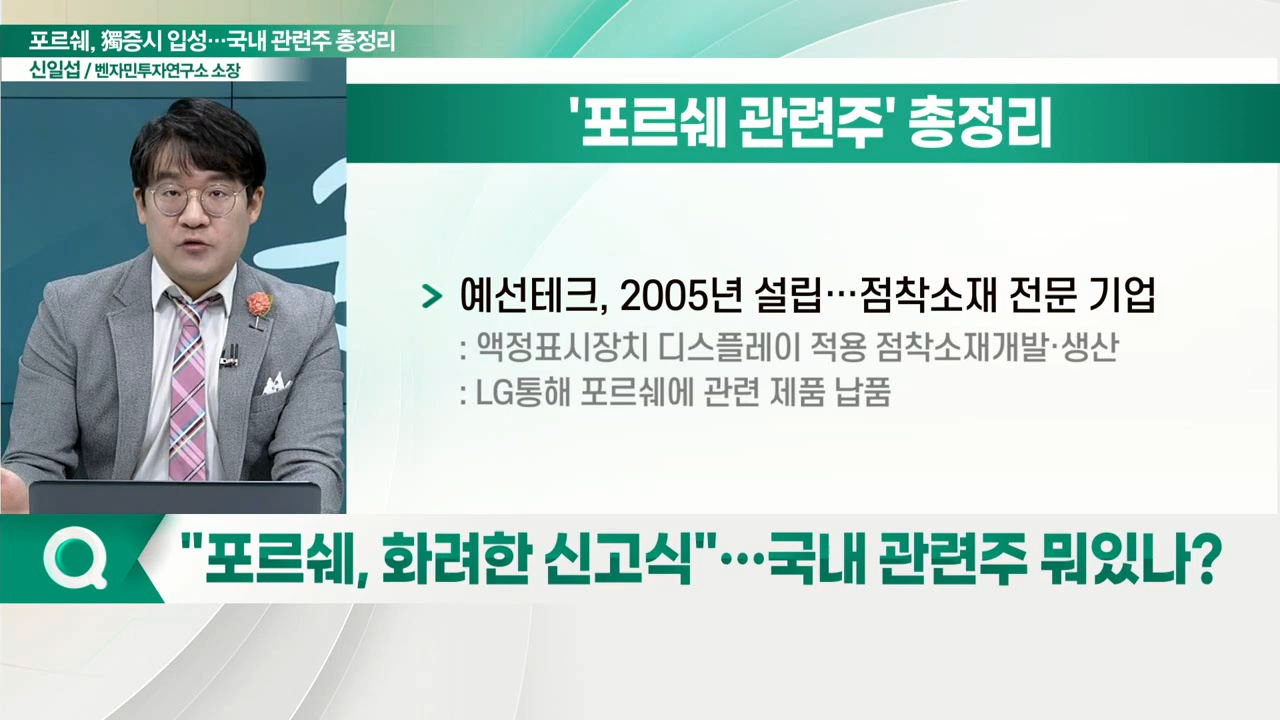 포르쉐, 獨증시 입성…국내 관련주 총정리
신일섭 / 벤자민투자연구소 소장
'포르쉐 관련주' 총정리
예선테크, 2005년 설립…점착소재 전문 기업
: 액정표시장치 디스플레이 적용 점착소재개발·생산
: LG통해 포르쉐에 관련 제품 납품
"포르쉐, 화려한 신고식"…국내 관련주 뭐있나?